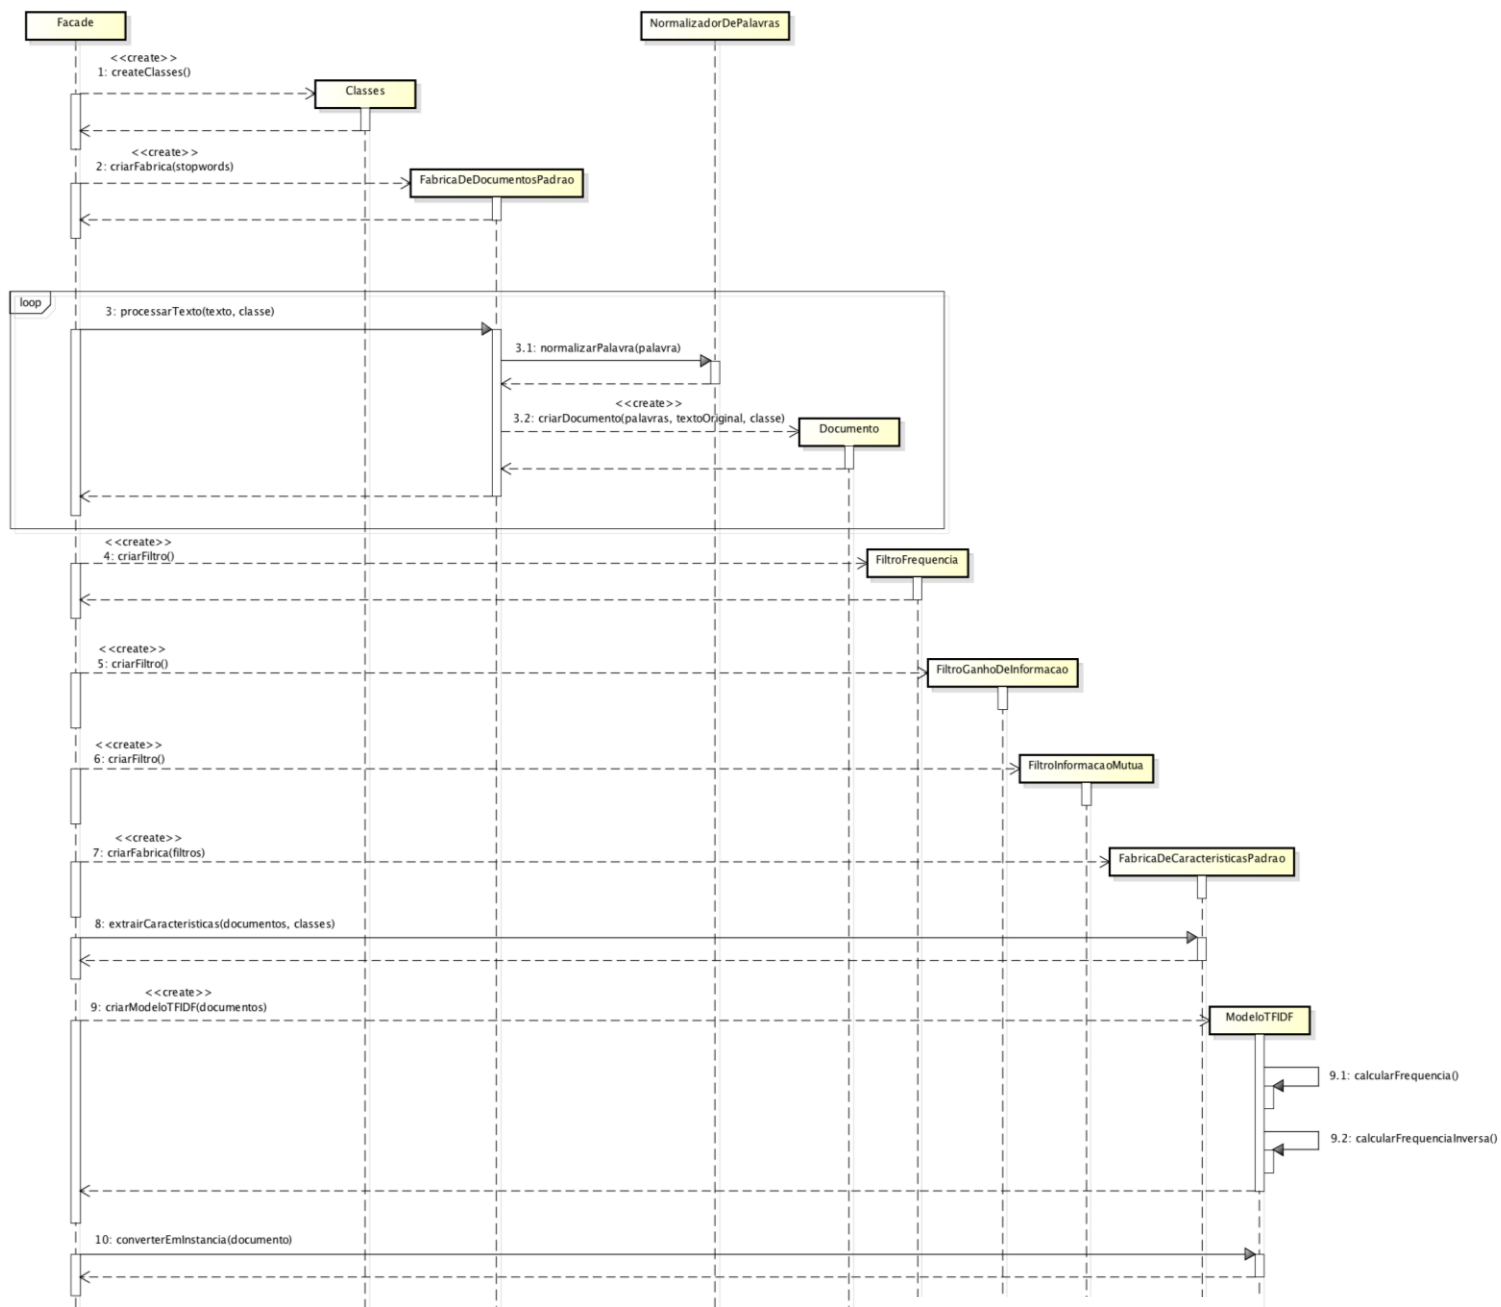 Facade
NormalizadorDePalavras
<<create>>
1: createClasses()
Classes
<<create>>
2: criarFabrica(stopwords)
FabricaDeDocumentosPadrao
loop
3: processarTexto(texto, classe)
3.1: normalizarPalavra(palavra)
<<create>>
3.2: criarDocumento(palavras, textoOriginal, classe)
Documento
<<create>>
4: criarFiltro()
FiltroFrequencia
<<create>>
5: criarFiltro()
FiltroGanhoDeInformacao
<<create>>
6: criarFiltro()
FiltroInformacaoMutua
<<create>>
7: criarFabrica(filtros)
FabricaDeCaracteristicasPadrao
8: extrairCaracteristicas(documentos, classes)
<<create>>
9: criarModeloTFIDF(documentos)
ModeloTFIDF
9.1: calcularFrequencia()
9.2: calcularFrequenciaInversa()
10: converterEmInstancia(documento)